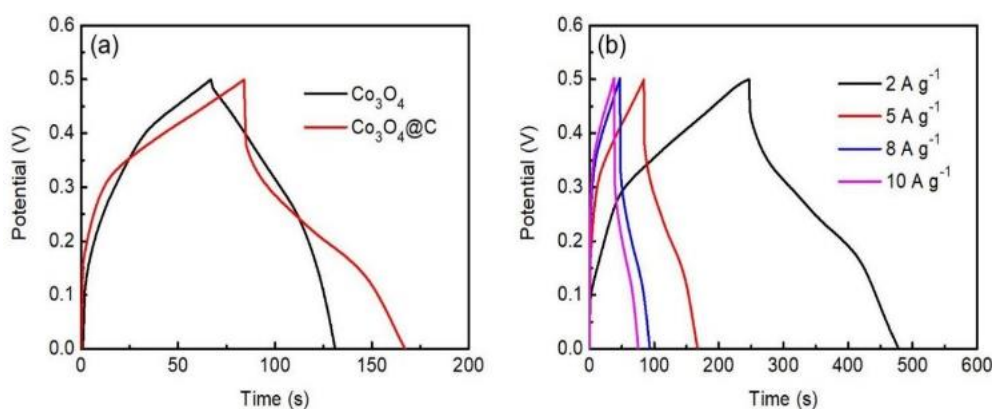 (a)
Co₃O₄
Co₃O₄@C
0.6
0.5
0.4
0.3
0.2
0.1
0.0
Potential (V)
0 50 100 150 200
Time (s)
(b)
2 A g⁻¹
5 A g⁻¹
8 A g⁻¹
10 A g⁻¹
0.6
0.5
0.4
0.3
0.2
0.1
0.0
Potential (V)
0 100 200 300 400 500 600
Time (s)